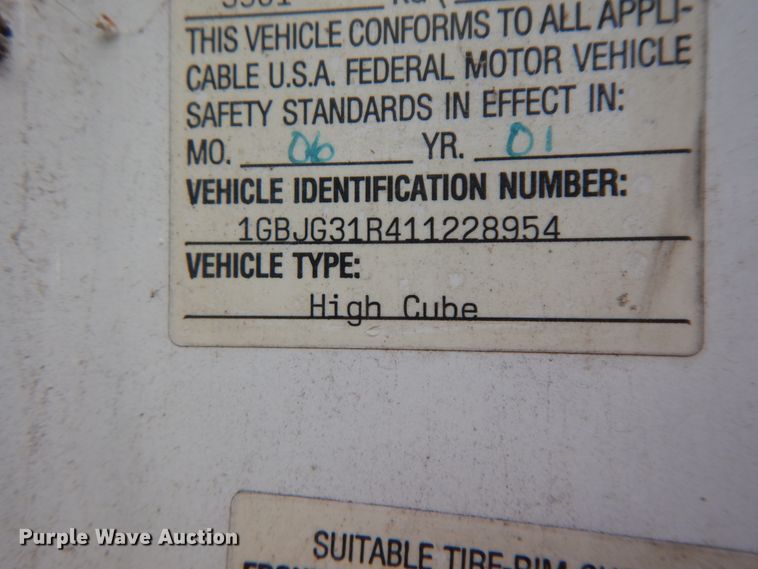 THIS VEHICLE CONFORMS TO ALL APPLI-
CABLE U.S.A. FEDERAL MOTOR VEHICLE
SAFETY STANDARDS IN EFFECT IN:
MO. 06 YR. 01
VEHICLE IDENTIFICATION NUMBER:
1GBJG31R411228954
VEHICLE TYPE:
High Cube
Purple Wave Auction
SUITABLE TIRE-RIM